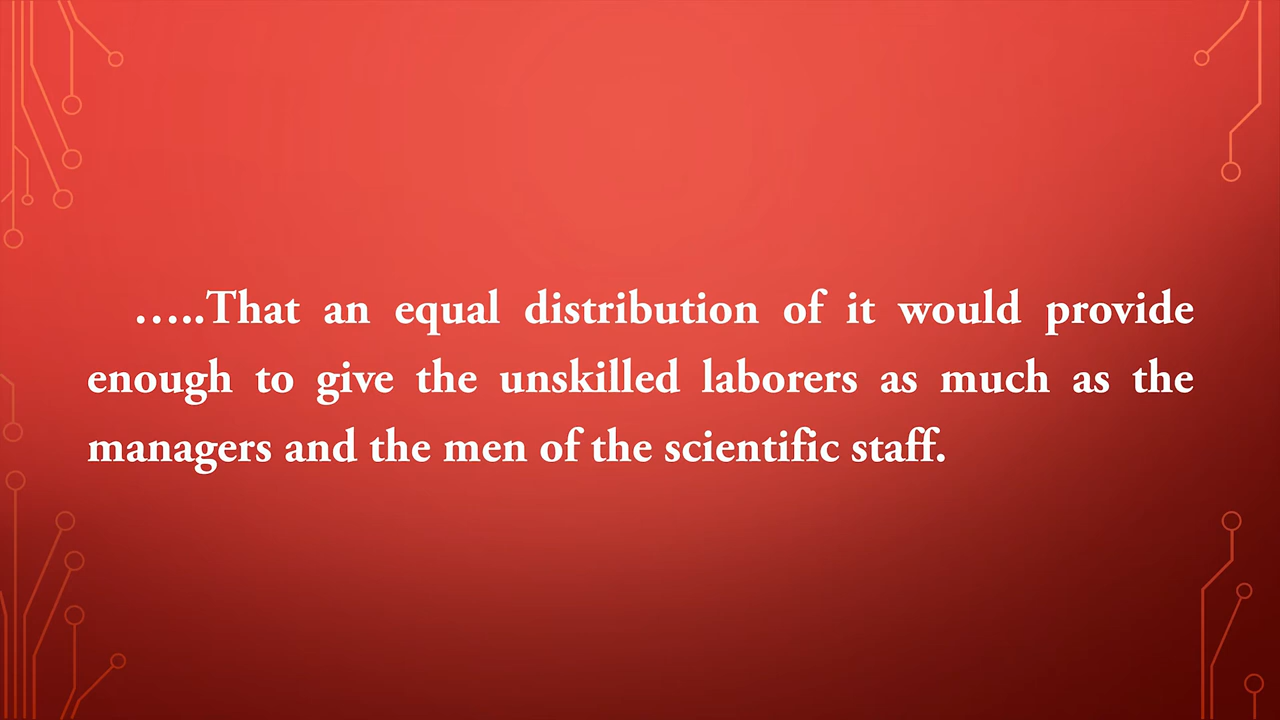 .....That an equal distribution of it would provide
enough to give the unskilled laborers as much as the
managers and the men of the scientific staff.